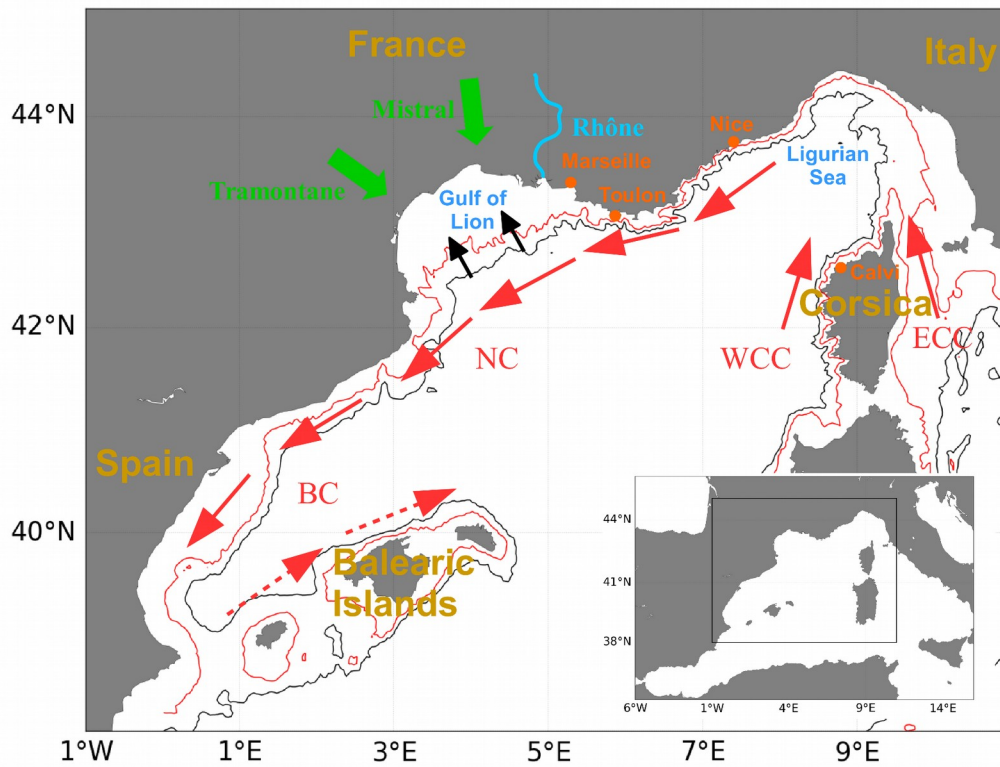 France
Italy
44°N
Mistral
Rhône
Nice
Marseille
Ligurian
Sea
Tramontane
Gulf of
Lion
Toulon
Calvi
Corsica
42°N
NC
WCC
ECC
Spain
BC
40°N
Balearic
Islands
44°N
41°N
38°N
6°W
1°W
4°E
9°E
14°E
1°W
1°E
3°E
5°E
7°E
9°E